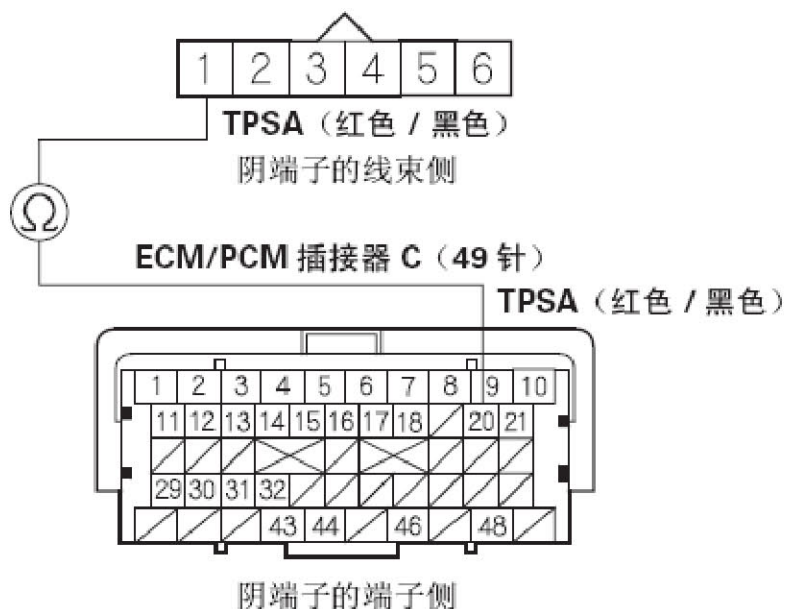 1 2 3 4 5 6
TPSA（红色 / 黑色）
阴端子的线束侧
Ω
ECM/PCM 插接器 C（49 针）
TPSA（红色 / 黑色）
1 2 3 4 5 6 7 8 9 10
11 12 13 14 15 16 17 18 20 21
29 30 31 32
43 44 46 48
阴端子的端子侧